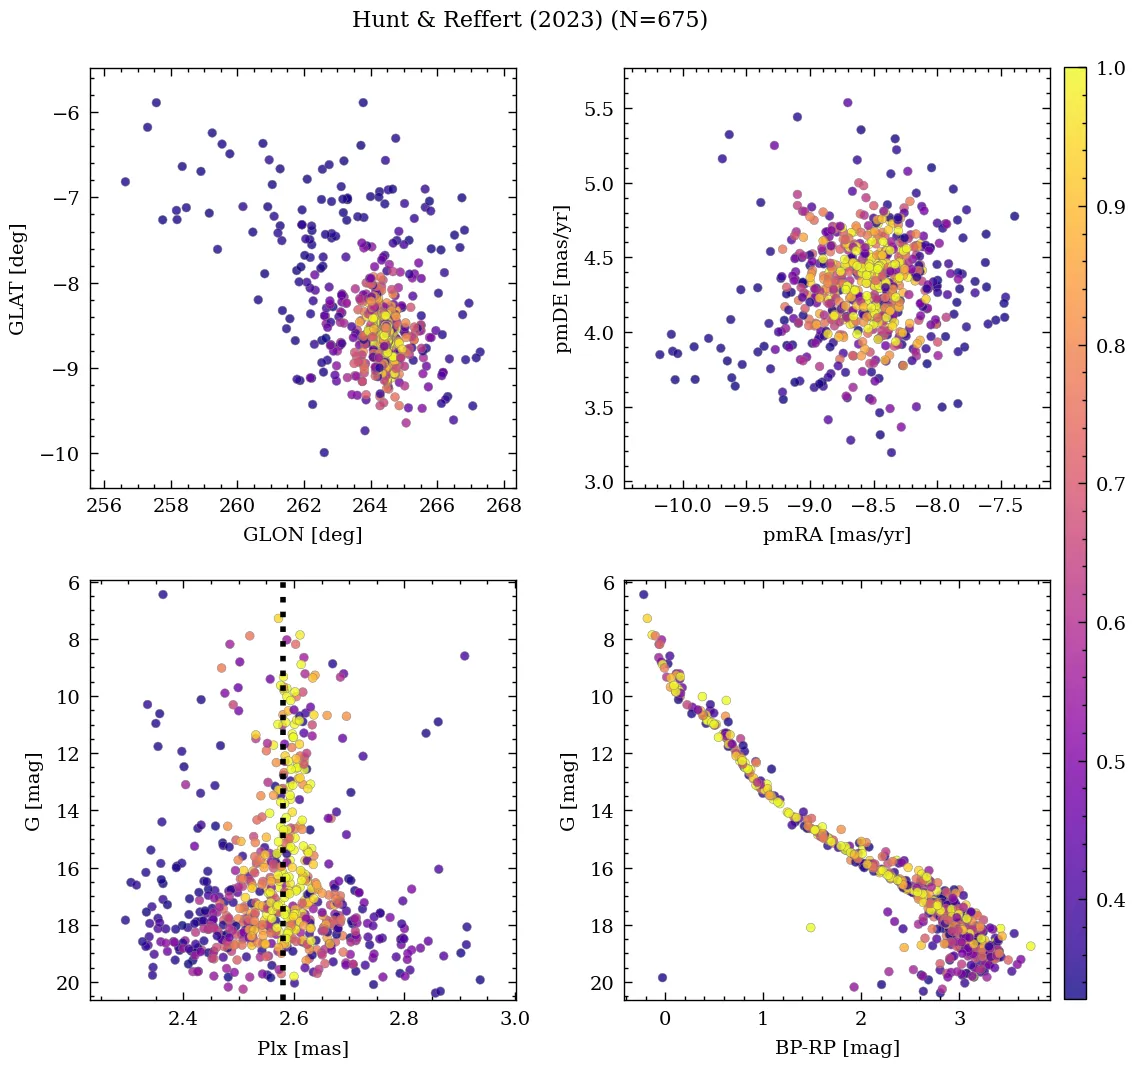 Hunt & Reffert (2023) (N=675)
−6
−7
−8
−9
−10
GLAT [deg]
256 258 260 262 264 266 268
GLON [deg]
5.5
5.0
4.5
4.0
3.5
3.0
pmDE [mas/yr]
−10.0 −9.5 −9.0 −8.5 −8.0 −7.5
pmRA [mas/yr]
6
8
10
12
14
16
18
20
G [mag]
2.4 2.6 2.8 3.0
Plx [mas]
6
8
10
12
14
16
18
20
G [mag]
0 1 2 3
BP-RP [mag]
1.0
0.9
0.8
0.7
0.6
0.5
0.4